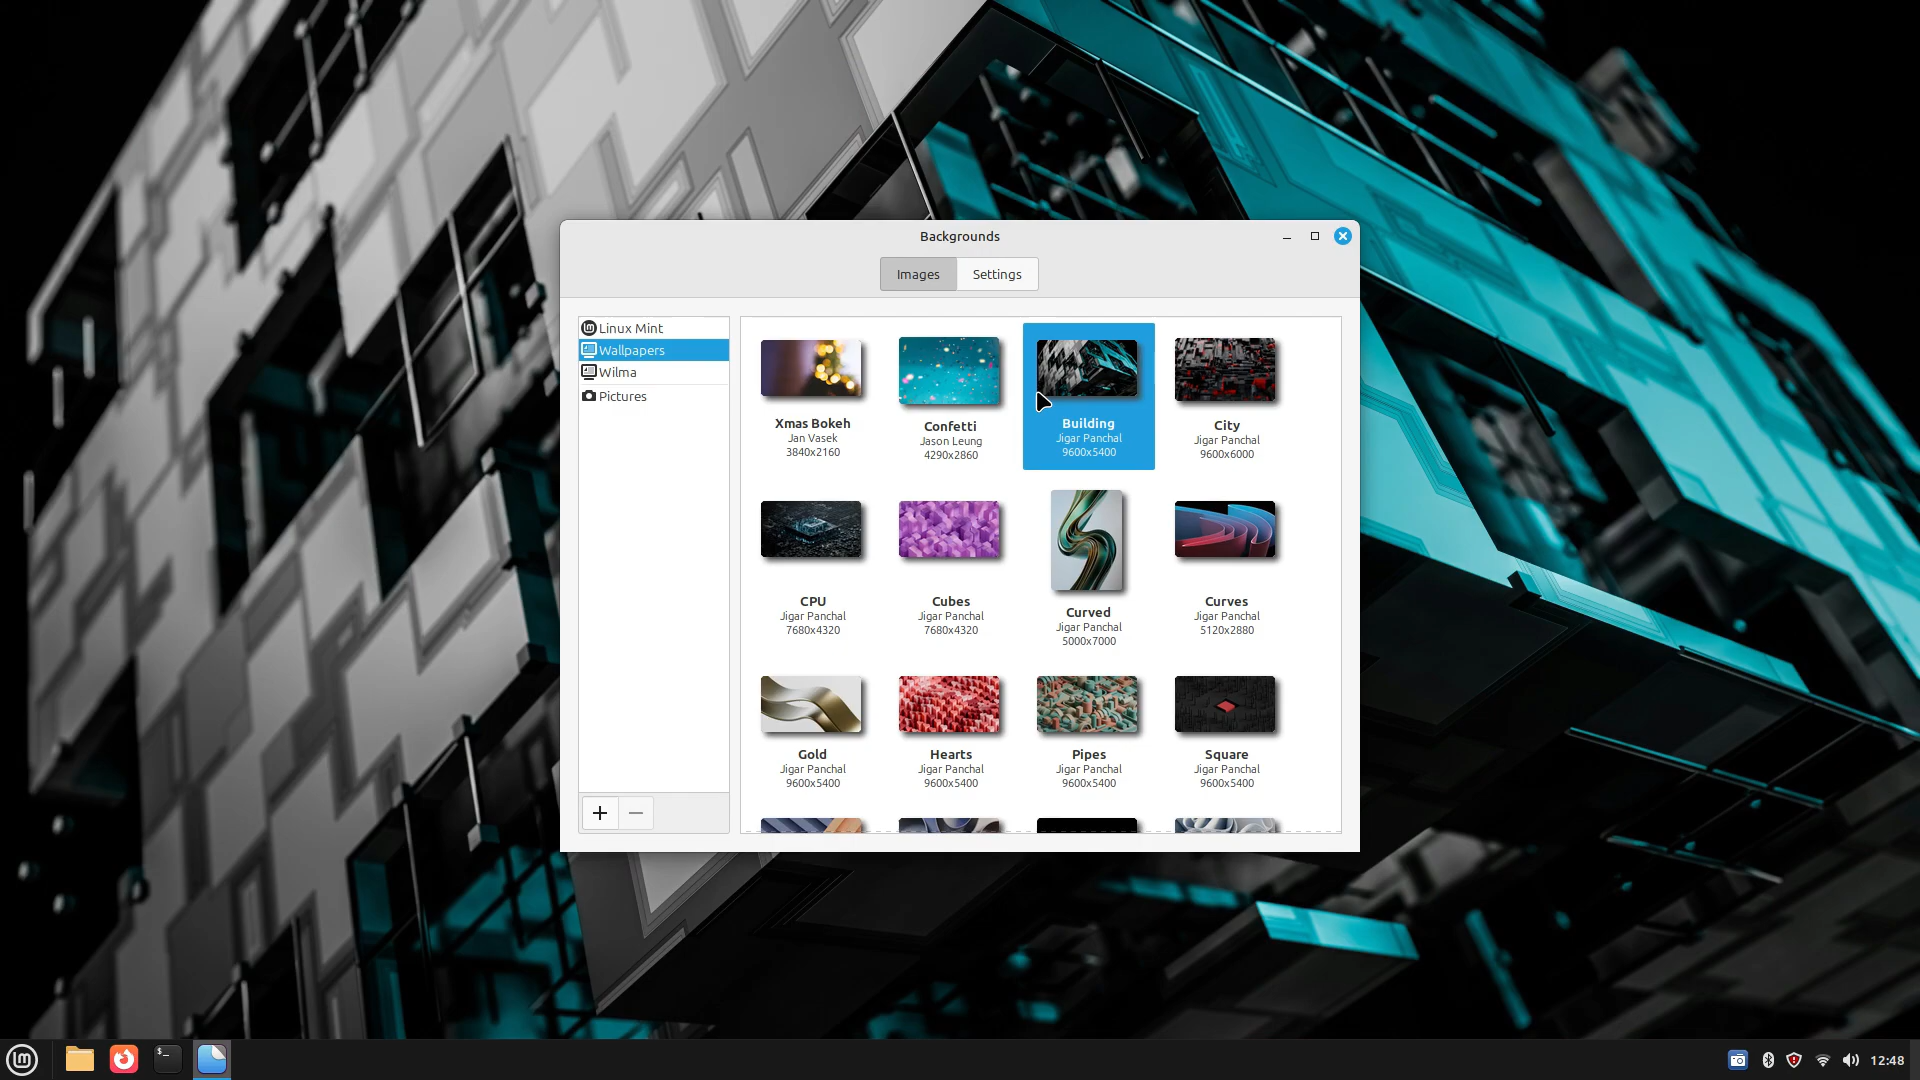 Backgrounds
Images
Settings
Linux Mint
Wallpapers
Wilma
Pictures
Xmas Bokeh
Jan Vasek
3840x2160
Confetti
Jason Leung
4290x2860
Building
Jigar Panchal
9600x5400
City
Jigar Panchal
9600x6000
CPU
Jigar Panchal
7680x4320
Cubes
Jigar Panchal
7680x4320
Curved
Jigar Panchal
5000x7000
Curves
Jigar Panchal
5120x2880
Gold
Jigar Panchal
9600x5400
Hearts
Jigar Panchal
9600x5400
Pipes
Jigar Panchal
9600x5400
Square
Jigar Panchal
9600x5400
$_
12:48